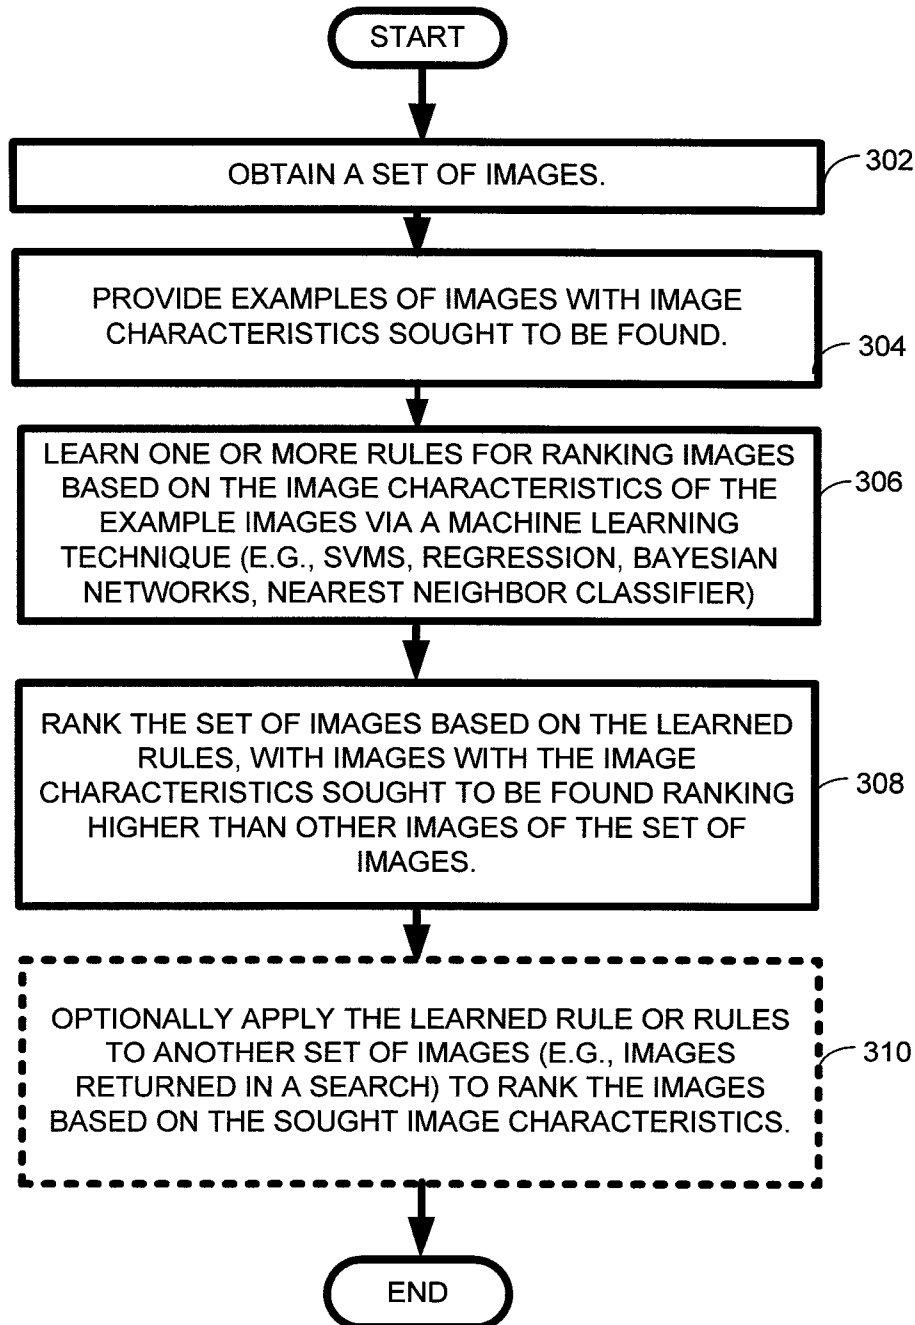 START
OBTAIN A SET OF IMAGES.
302
PROVIDE EXAMPLES OF IMAGES WITH IMAGE
CHARACTERISTICS SOUGHT TO BE FOUND.
304
LEARN ONE OR MORE RULES FOR RANKING IMAGES
BASED ON THE IMAGE CHARACTERISTICS OF THE
EXAMPLE IMAGES VIA A MACHINE LEARNING
TECHNIQUE (E.G., SVMS, REGRESSION, BAYESIAN
NETWORKS, NEAREST NEIGHBOR CLASSIFIER)
306
RANK THE SET OF IMAGES BASED ON THE LEARNED
RULES, WITH IMAGES WITH THE IMAGE
CHARACTERISTICS SOUGHT TO BE FOUND RANKING
HIGHER THAN OTHER IMAGES OF THE SET OF
IMAGES.
308
OPTIONALLY APPLY THE LEARNED RULE OR RULES
TO ANOTHER SET OF IMAGES (E.G., IMAGES
RETURNED IN A SEARCH) TO RANK THE IMAGES
BASED ON THE SOUGHT IMAGE CHARACTERISTICS.
310
END